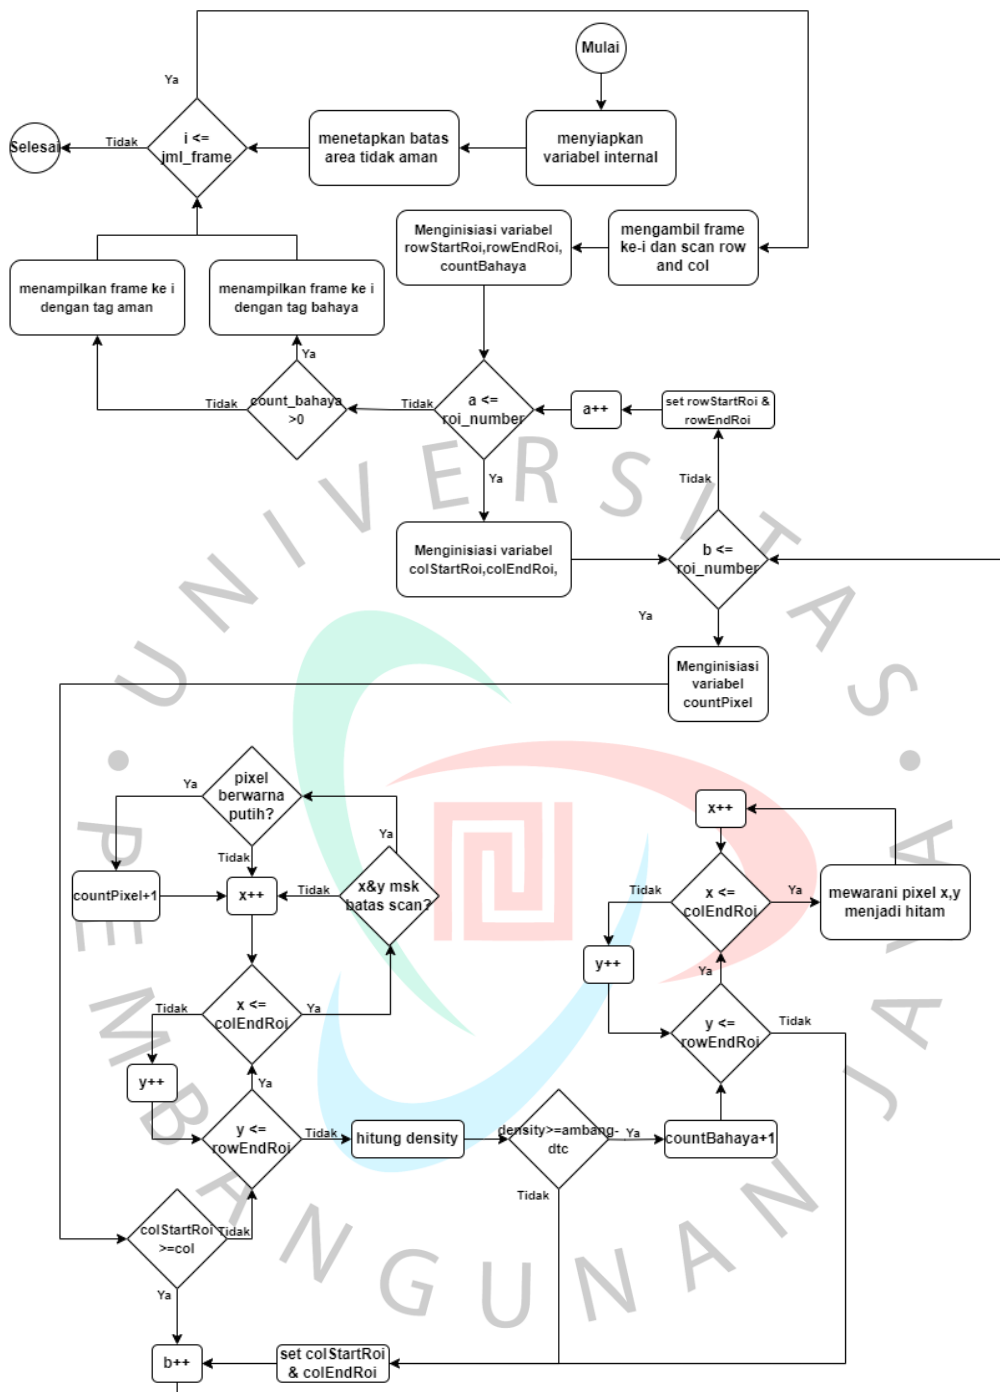 Mulai
Ya
Selesai
Tidak
i <=
jml_frame
menetapkan batas
area tidak aman
menyiapkan
variabel internal
Menginisiasi variabel
rowStartRoi,rowEndRoi,
countBahaya
mengambil frame
ke-i dan scan row
and col
menampilkan frame ke i
dengan tag aman
menampilkan frame ke i
dengan tag bahaya
Ya
Tidak
count_bahaya
>0
Tidak
a <=
roi_number
a++
set rowStartRoi &
rowEndRoi
Ya
Tidak
Menginisiasi variabel
colStartRoi,colEndRoi,
b <=
roi_number
Ya
Menginisiasi
variabel
countPixel
pixel
berwarna
putih?
Ya
Tidak
countPixel+1
x++
Tidak
x&y msk
batas scan?
Ya
x++
Tidak
x <=
colEndRoi
Ya
mewarani pixel x,y
menjadi hitam
y++
Ya
y <=
rowEndRoi
Tidak
Tidak
x <=
colEndRoi
Ya
y++
Ya
y <=
rowEndRoi
Tidak
hitung density
density>=ambang-
dtc
Ya
countBahaya+1
Tidak
colStartRoi
>=col
Tidak
Ya
b++
set colStartRoi
& colEndRoi
UNIVERSITAS
PEMBANGUNAN JAYA